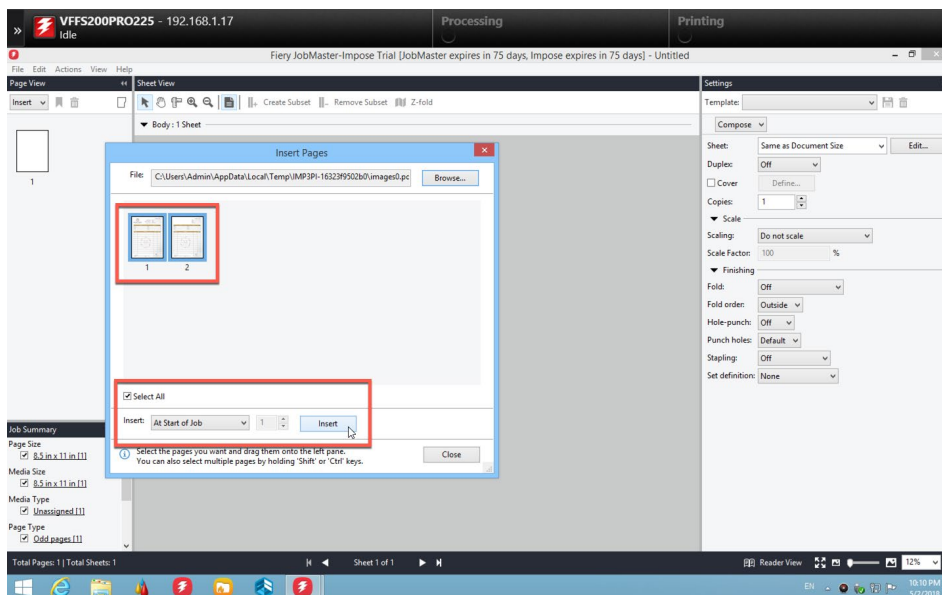 VFFS200PRO225 - 192.168.1.17
Idle
Processing
Printing
Fiery JobMaster-Impose Trial [JobMaster expires in 75 days, Impose expires in 75 days] - Untitled
File Edit Actions View Help
Page View
Sheet View
Settings
Insert
Create Subset
Remove Subset
Z-fold
Template:
Body : 1 Sheet
Compose
1
Insert Pages
File: C:\Users\Admin\AppData\Local\Temp\IMP3PI-16323f9502b0\images0.pc Browse...
1 2
Select All
Insert: At Start of Job 1 Insert
Select the pages you want and drag them onto the left pane.
You can also select multiple pages by holding 'Shift' or 'Ctrl' keys.
Close
Sheet: Same as Document Size Edit...
Duplex: Off
Cover Define...
Copies: 1
Scale
Scaling: Do not scale
Scale Factor: 100 %
Finishing
Fold: Off
Fold order: Outside
Hole-punch: Off
Punch holes: Default
Stapling: Off
Set definition: None
Job Summary
Page Size
8.5 in x 11 in [1]
Media Size
8.5 in x 11 in [1]
Media Type
Unassigned [1]
Page Type
Odd pages [1]
Total Pages: 1 | Total Sheets: 1
Sheet 1 of 1
Reader View
12%
EN
10:10 PM
5/2/2018